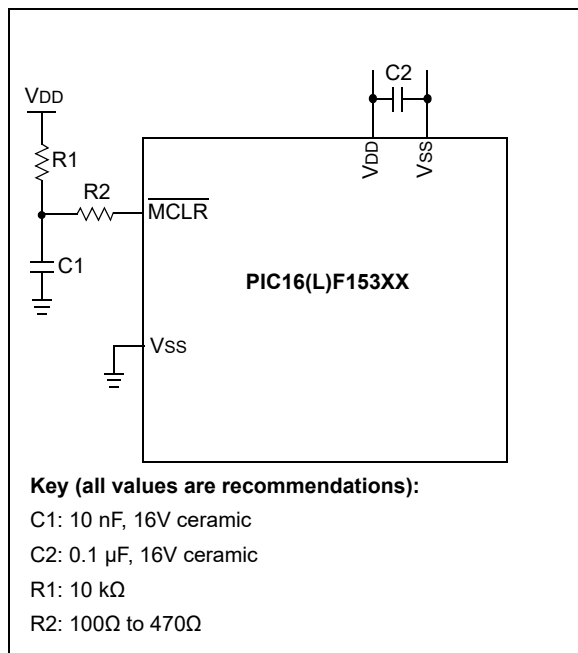 C2
VDD
R1
R2
VDD
VSS
MCLR
C1
PIC16(L)F153XX
VSS
Key (all values are recommendations):
C1: 10 nF, 16V ceramic
C2: 0.1 µF, 16V ceramic
R1: 10 kΩ
R2: 100Ω to 470Ω